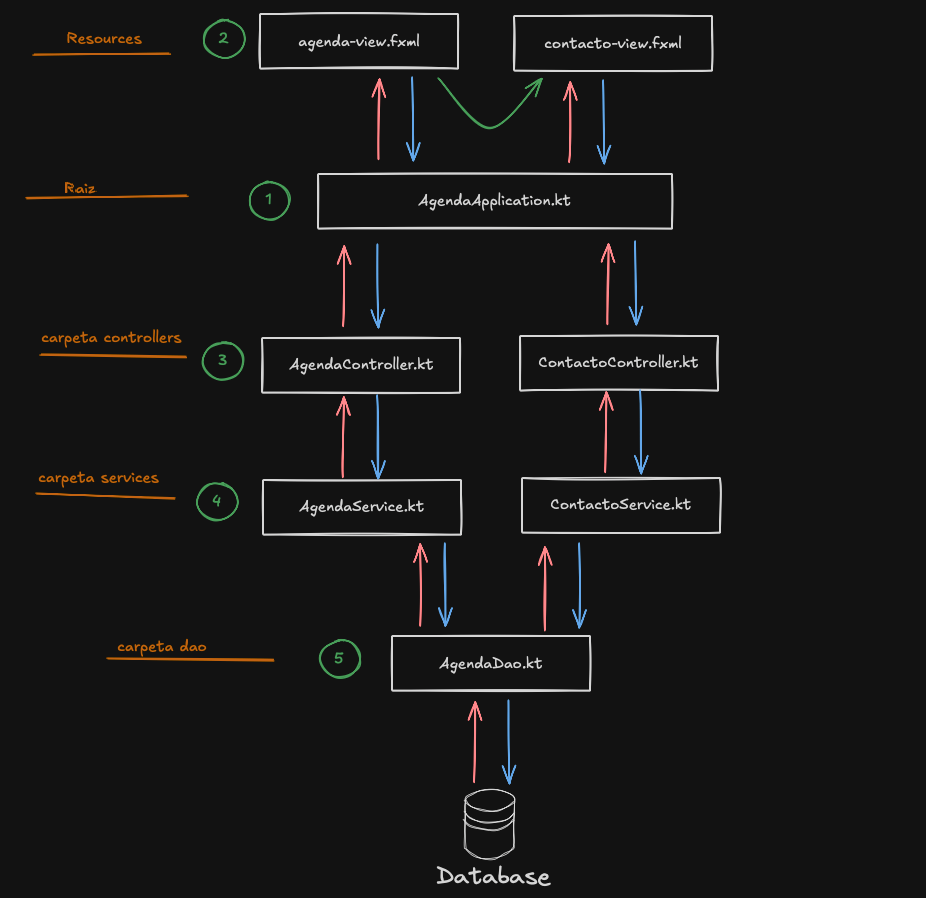 Resources
2
agenda-view.fxml
contacto-view.fxml
Raiz
1
AgendaApplication.kt
carpeta controllers
3
AgendaController.kt
ContactoController.kt
carpeta services
4
AgendaService.kt
ContactoService.kt
carpeta dao
5
AgendaDao.kt
Database